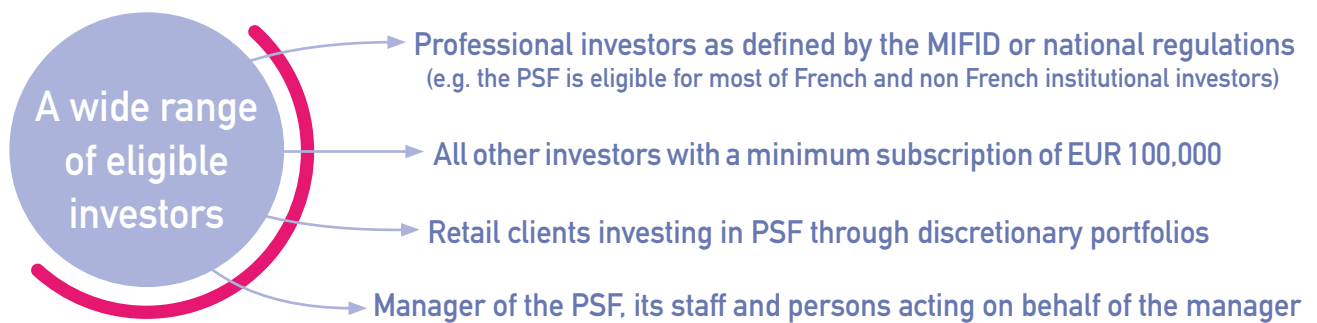 A wide range
of eligible
investors
Professional investors as defined by the MIFID or national regulations
(e.g. the PSF is eligible for most of French and non French institutional investors)
All other investors with a minimum subscription of EUR 100,000
Retail clients investing in PSF through discretionary portfolios
Manager of the PSF, its staff and persons acting on behalf of the manager